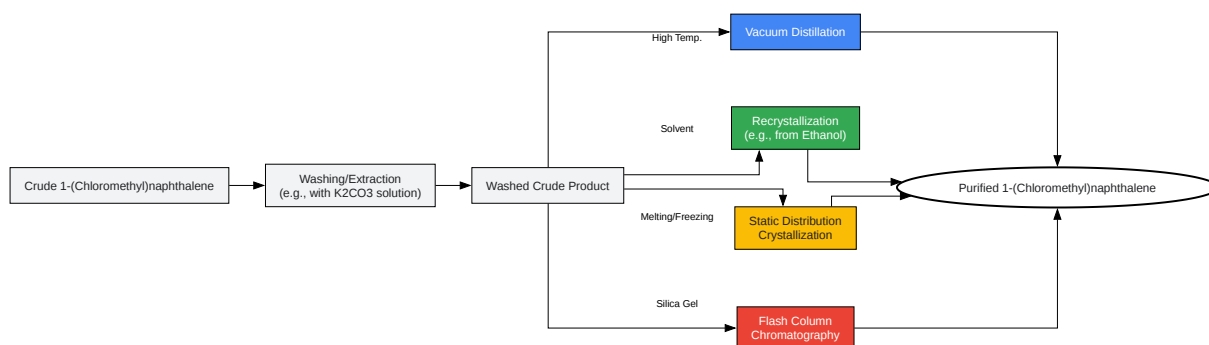 High Temp.
Vacuum Distillation
Solvent
Recrystallization
(e.g., from Ethanol)
Crude 1-(Chloromethyl)naphthalene
Washing/Extraction
(e.g., with K2CO3 solution)
Washed Crude Product
Purified 1-(Chloromethyl)naphthalene
Melting/Freezing
Static Distribution
Crystallization
Silica Gel
Flash Column
Chromatography